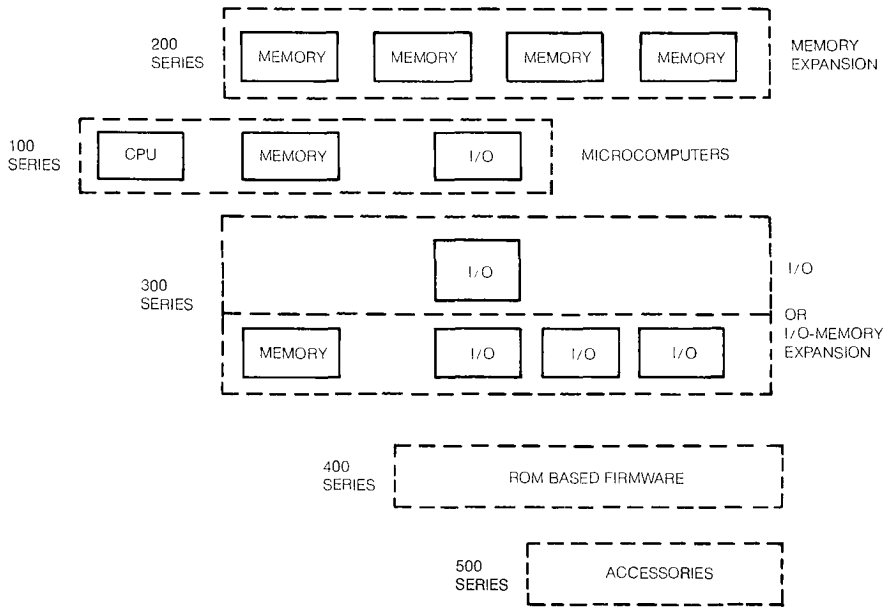 200
SERIES
MEMORY
MEMORY
MEMORY
MEMORY
MEMORY
EXPANSION
100
SERIES
CPU
MEMORY
I/O
MICROCOMPUTERS
300
SERIES
I/O
I/O
OR
I/O-MEMORY
EXPANSION
MEMORY
I/O
I/O
I/O
400
SERIES
ROM BASED FIRMWARE
500
SERIES
ACCESSORIES